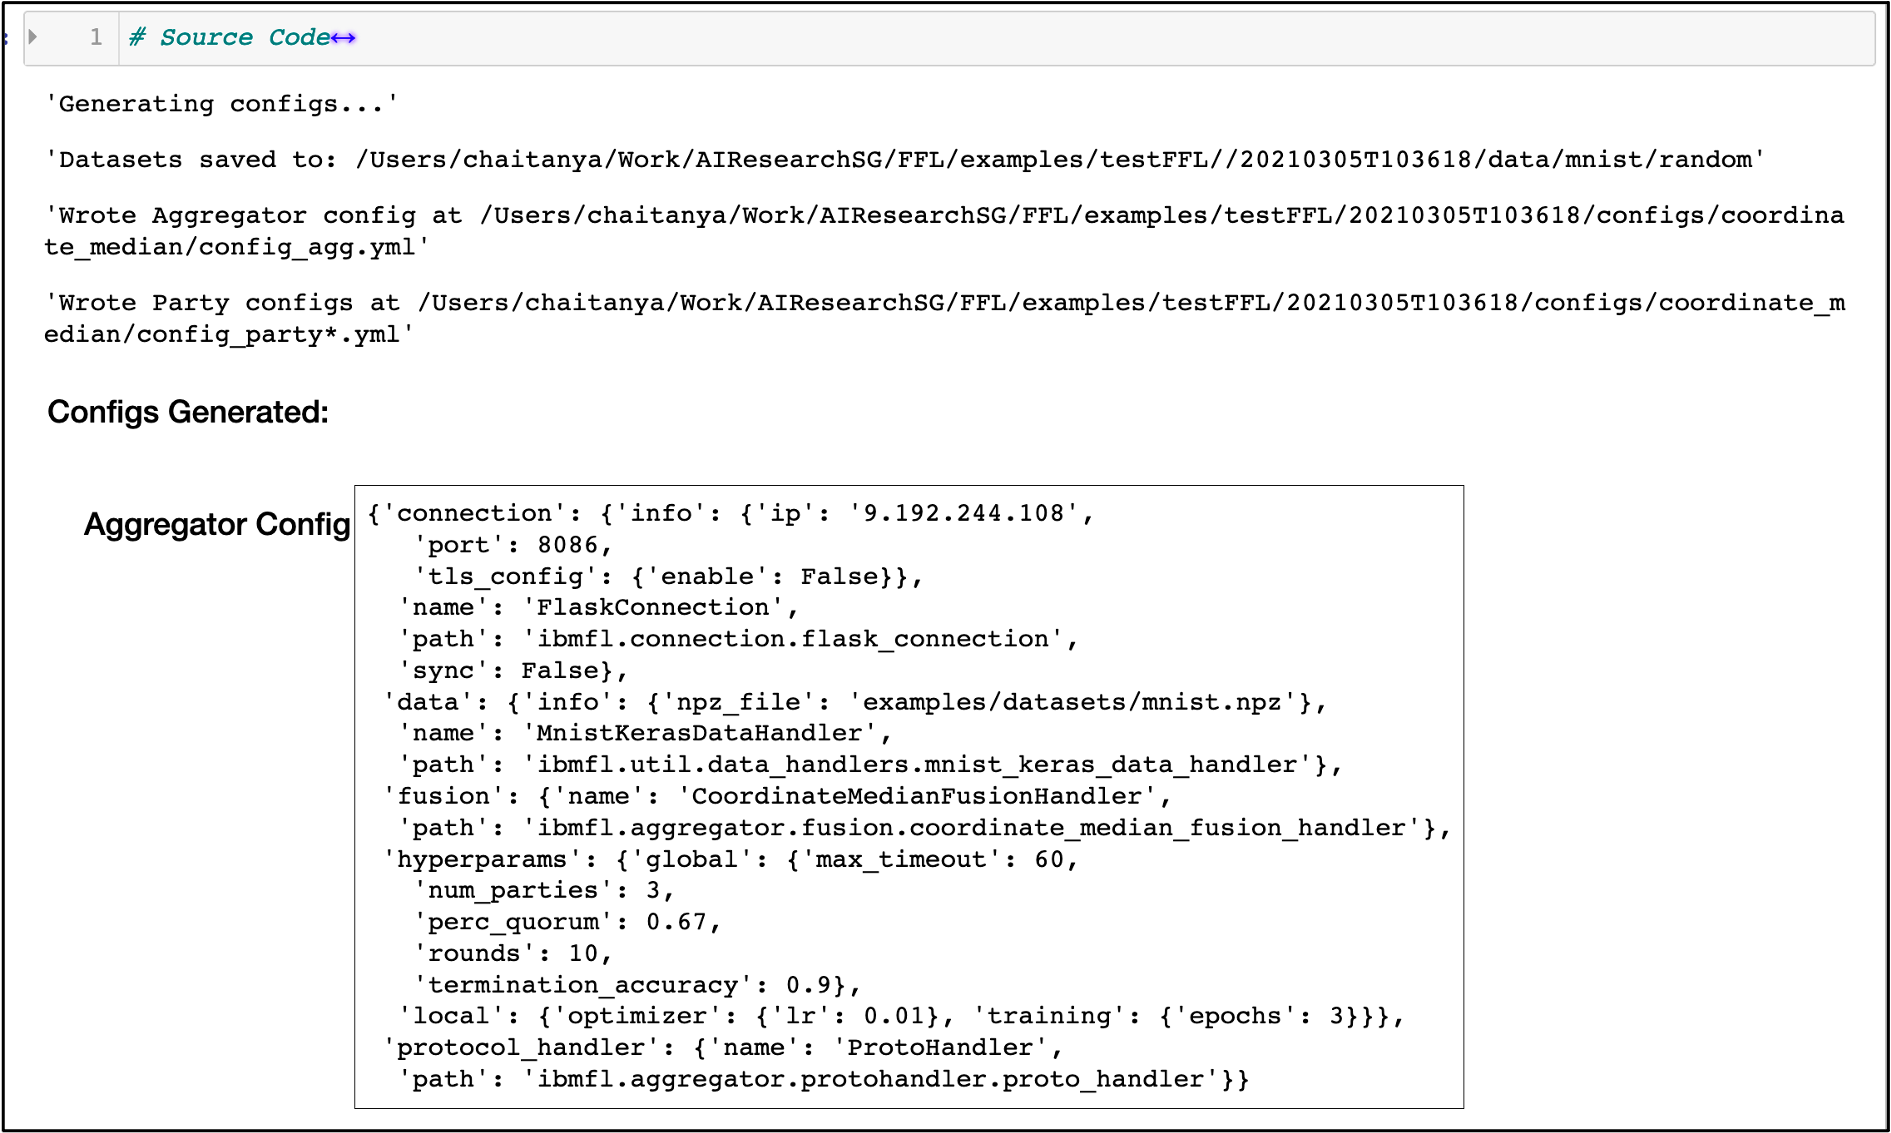 1 # Source Code↔
'Generating configs...'
'Datasets saved to: /Users/chaitanya/Work/AIResearchSG/FFL/examples/testFFL//20210305T103618/data/mnist/random'
'Wrote Aggregator config at /Users/chaitanya/Work/AIResearchSG/FFL/examples/testFFL/20210305T103618/configs/coordina
te_median/config_agg.yml'
'Wrote Party configs at /Users/chaitanya/Work/AIResearchSG/FFL/examples/testFFL/20210305T103618/configs/coordinate_m
edian/config_party*.yml'
Configs Generated:
Aggregator Config
{'connection': {'info': {'ip': '9.192.244.108',
   'port': 8086,
   'tls_config': {'enable': False}},
  'name': 'FlaskConnection',
  'path': 'ibmfl.connection.flask_connection',
  'sync': False},
 'data': {'info': {'npz_file': 'examples/datasets/mnist.npz'},
  'name': 'MnistKerasDataHandler',
  'path': 'ibmfl.util.data_handlers.mnist_keras_data_handler'},
 'fusion': {'name': 'CoordinateMedianFusionHandler',
  'path': 'ibmfl.aggregator.fusion.coordinate_median_fusion_handler'},
 'hyperparams': {'global': {'max_timeout': 60,
   'num_parties': 3,
   'perc_quorum': 0.67,
   'rounds': 10,
   'termination_accuracy': 0.9},
  'local': {'optimizer': {'lr': 0.01}, 'training': {'epochs': 3}}},
 'protocol_handler': {'name': 'ProtoHandler',
  'path': 'ibmfl.aggregator.protohandler.proto_handler'}}